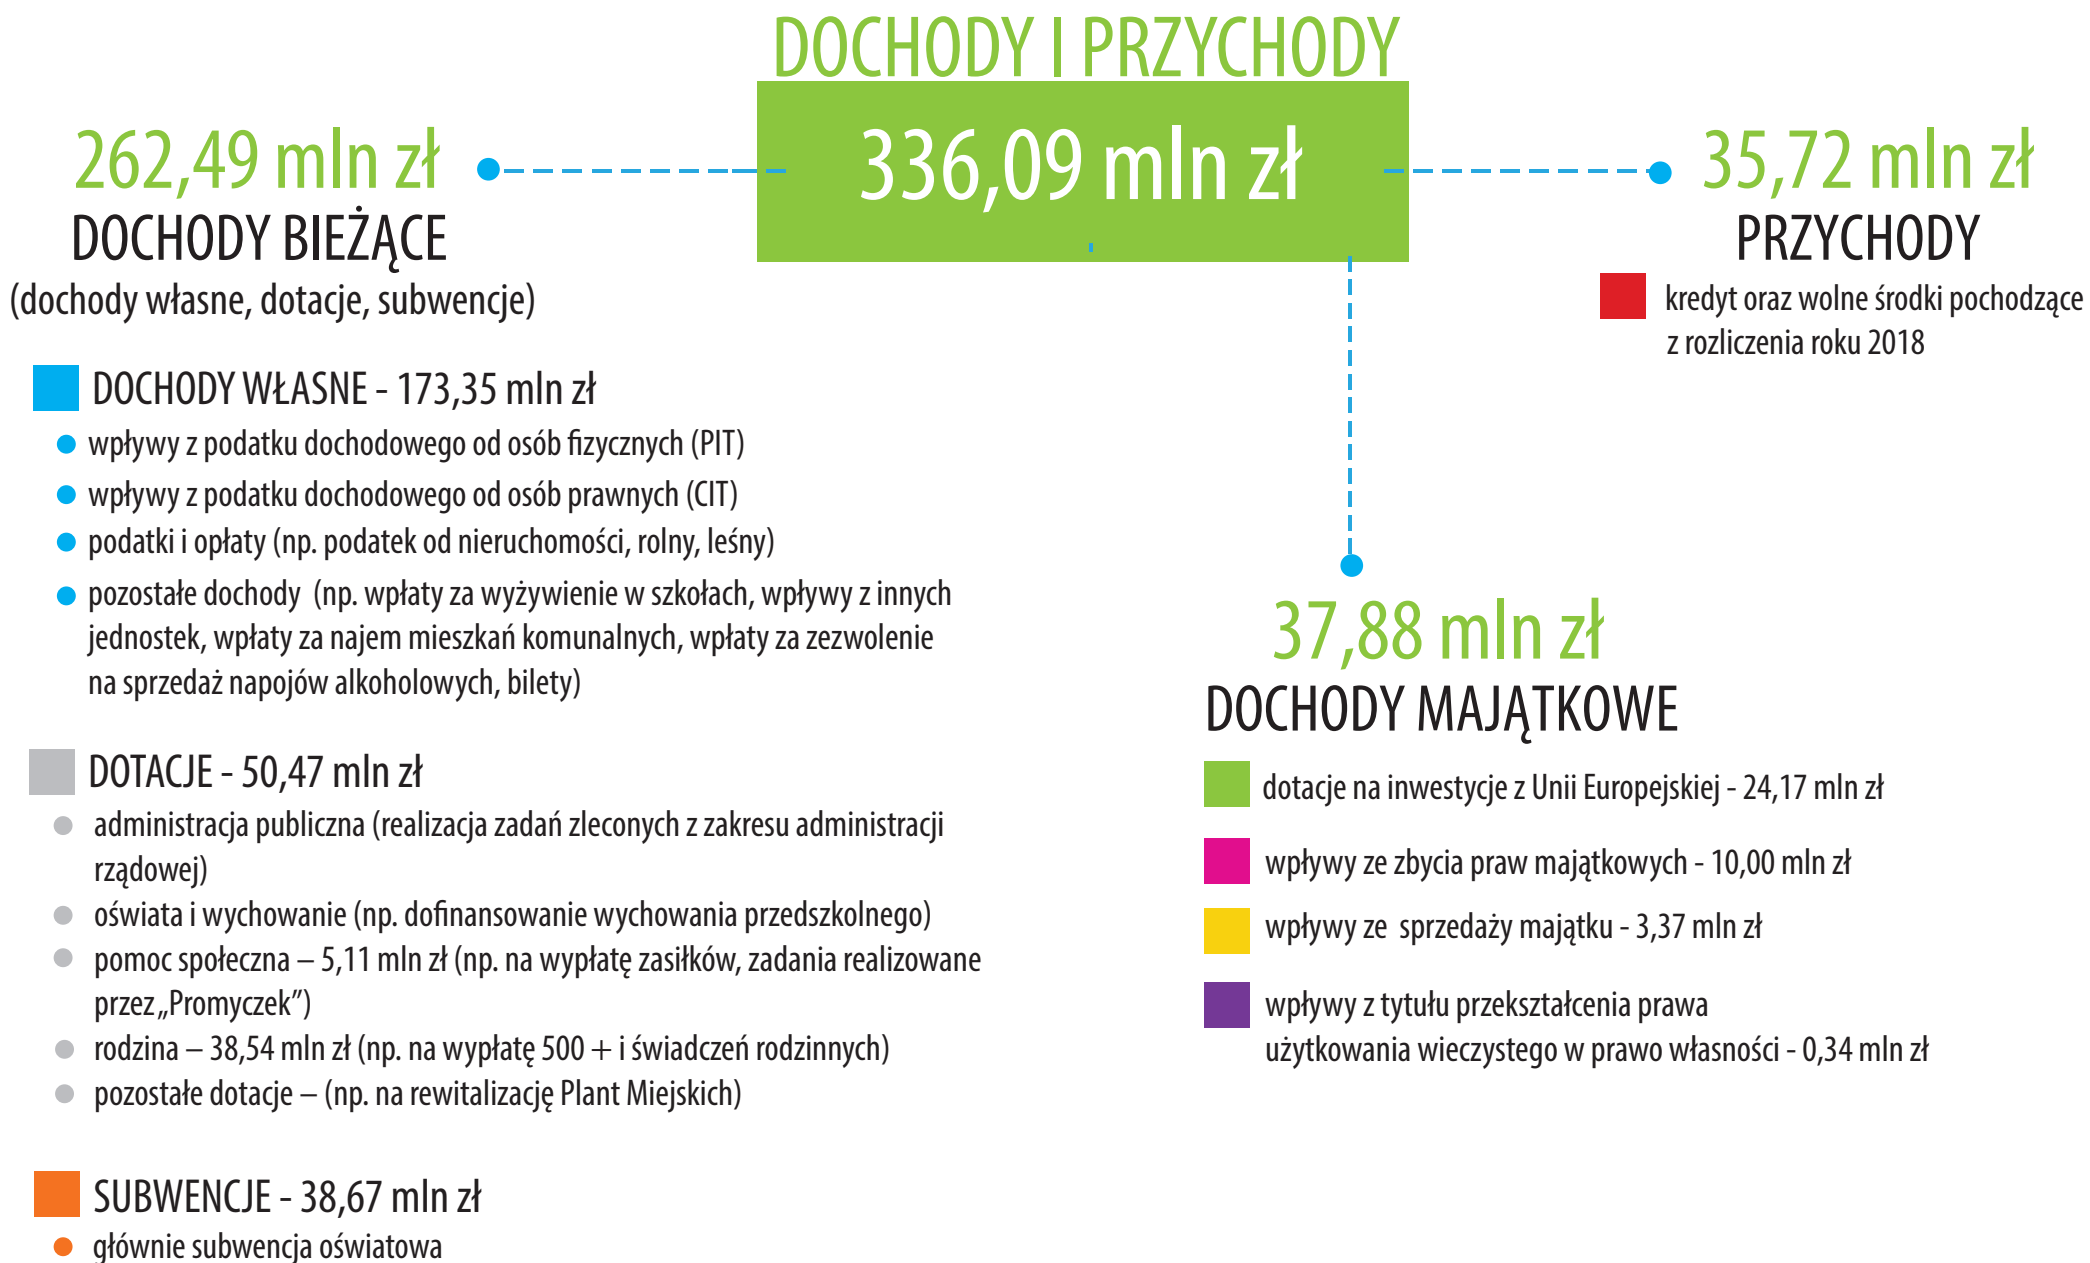 DOCHODY I PRZYCHODY
336,09 mln zł
262,49 mln zł
DOCHODY BIEŻĄCE
(dochody własne, dotacje, subwencje)
DOCHODY WŁASNE - 173,35 mln zł
wpływy z podatku dochodowego od osób fizycznych (PIT)
wpływy z podatku dochodowego od osób prawnych (CIT)
podatki i opłaty (np. podatek od nieruchomości, rolny, leśny)
pozostałe dochody (np. wpłaty za wyżywienie w szkołach, wpływy z innych
jednostek, wpłaty za najem mieszkań komunalnych, wpłaty za zezwolenie
na sprzedaż napojów alkoholowych, bilety)
DOTACJE - 50,47 mln zł
administracja publiczna (realizacja zadań zleconych z zakresu administracji
rządowej)
oświata i wychowanie (np. dofinansowanie wychowania przedszkolnego)
pomoc społeczna – 5,11 mln zł (np. na wypłatę zasiłków, zadania realizowane
przez „Promyczek”)
rodzina – 38,54 mln zł (np. na wypłatę 500 + i świadczeń rodzinnych)
pozostałe dotacje – (np. na rewitalizację Plant Miejskich)
SUBWENCJE - 38,67 mln zł
głównie subwencja oświatowa
35,72 mln zł
PRZYCHODY
kredyt oraz wolne środki pochodzące
z rozliczenia roku 2018
37,88 mln zł
DOCHODY MAJĄTKOWE
dotacje na inwestycje z Unii Europejskiej - 24,17 mln zł
wpływy ze zbycia praw majątkowych - 10,00 mln zł
wpływy ze sprzedaży majątku - 3,37 mln zł
wpływy z tytułu przekształcenia prawa
użytkowania wieczystego w prawo własności - 0,34 mln zł